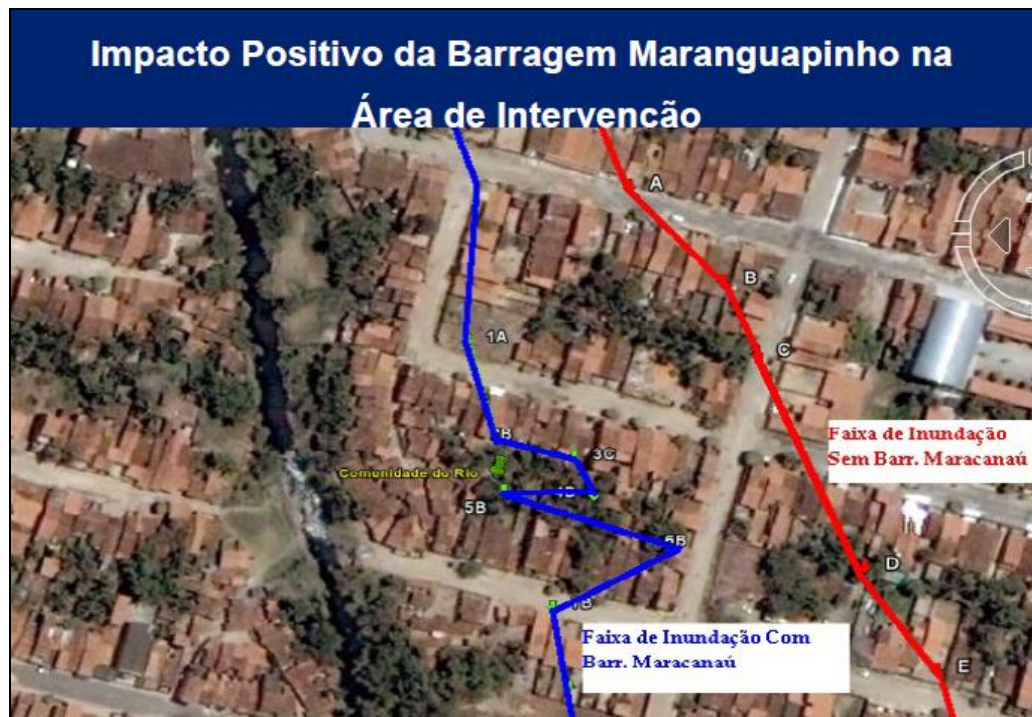 Impacto Positivo da Barragem Maranguapinho na
Área de Intervenção
A
B
1A
C
Faixa de Inundação
Sem Barr. Maracanaú
3C
Comunidade do Rio
5B
6B
D
7B
Faixa de Inundação Com
Barr. Maracanaú
E